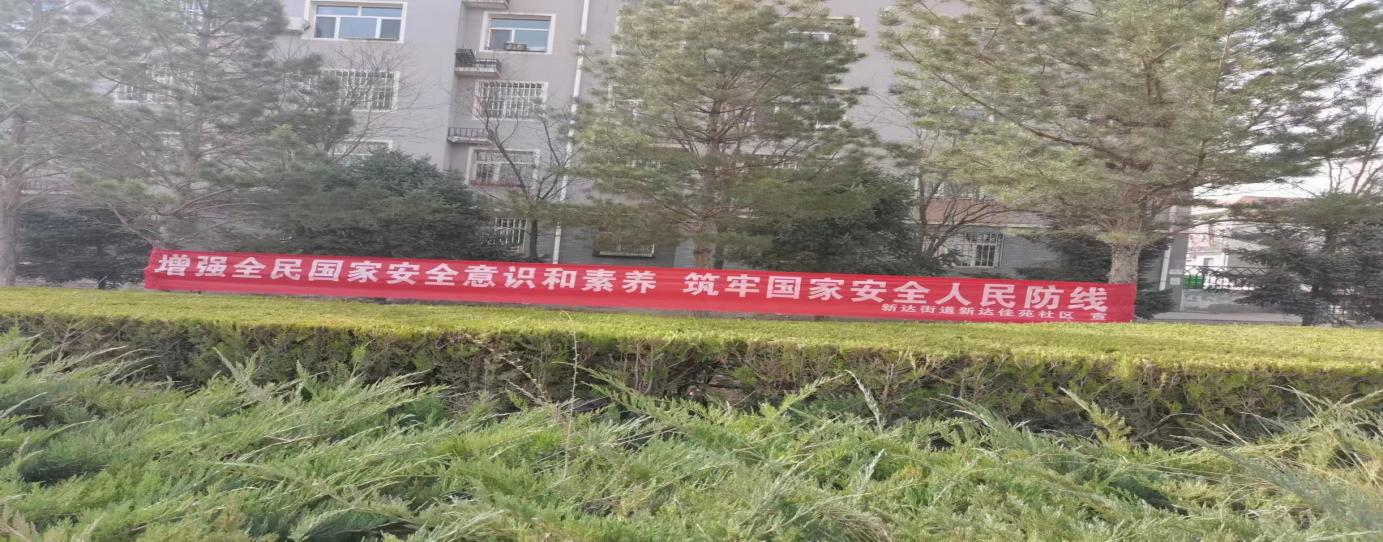 增强全民国家安全意识和素养 筑牢国家安全人民防线
新达街道新达佳苑社区 宣